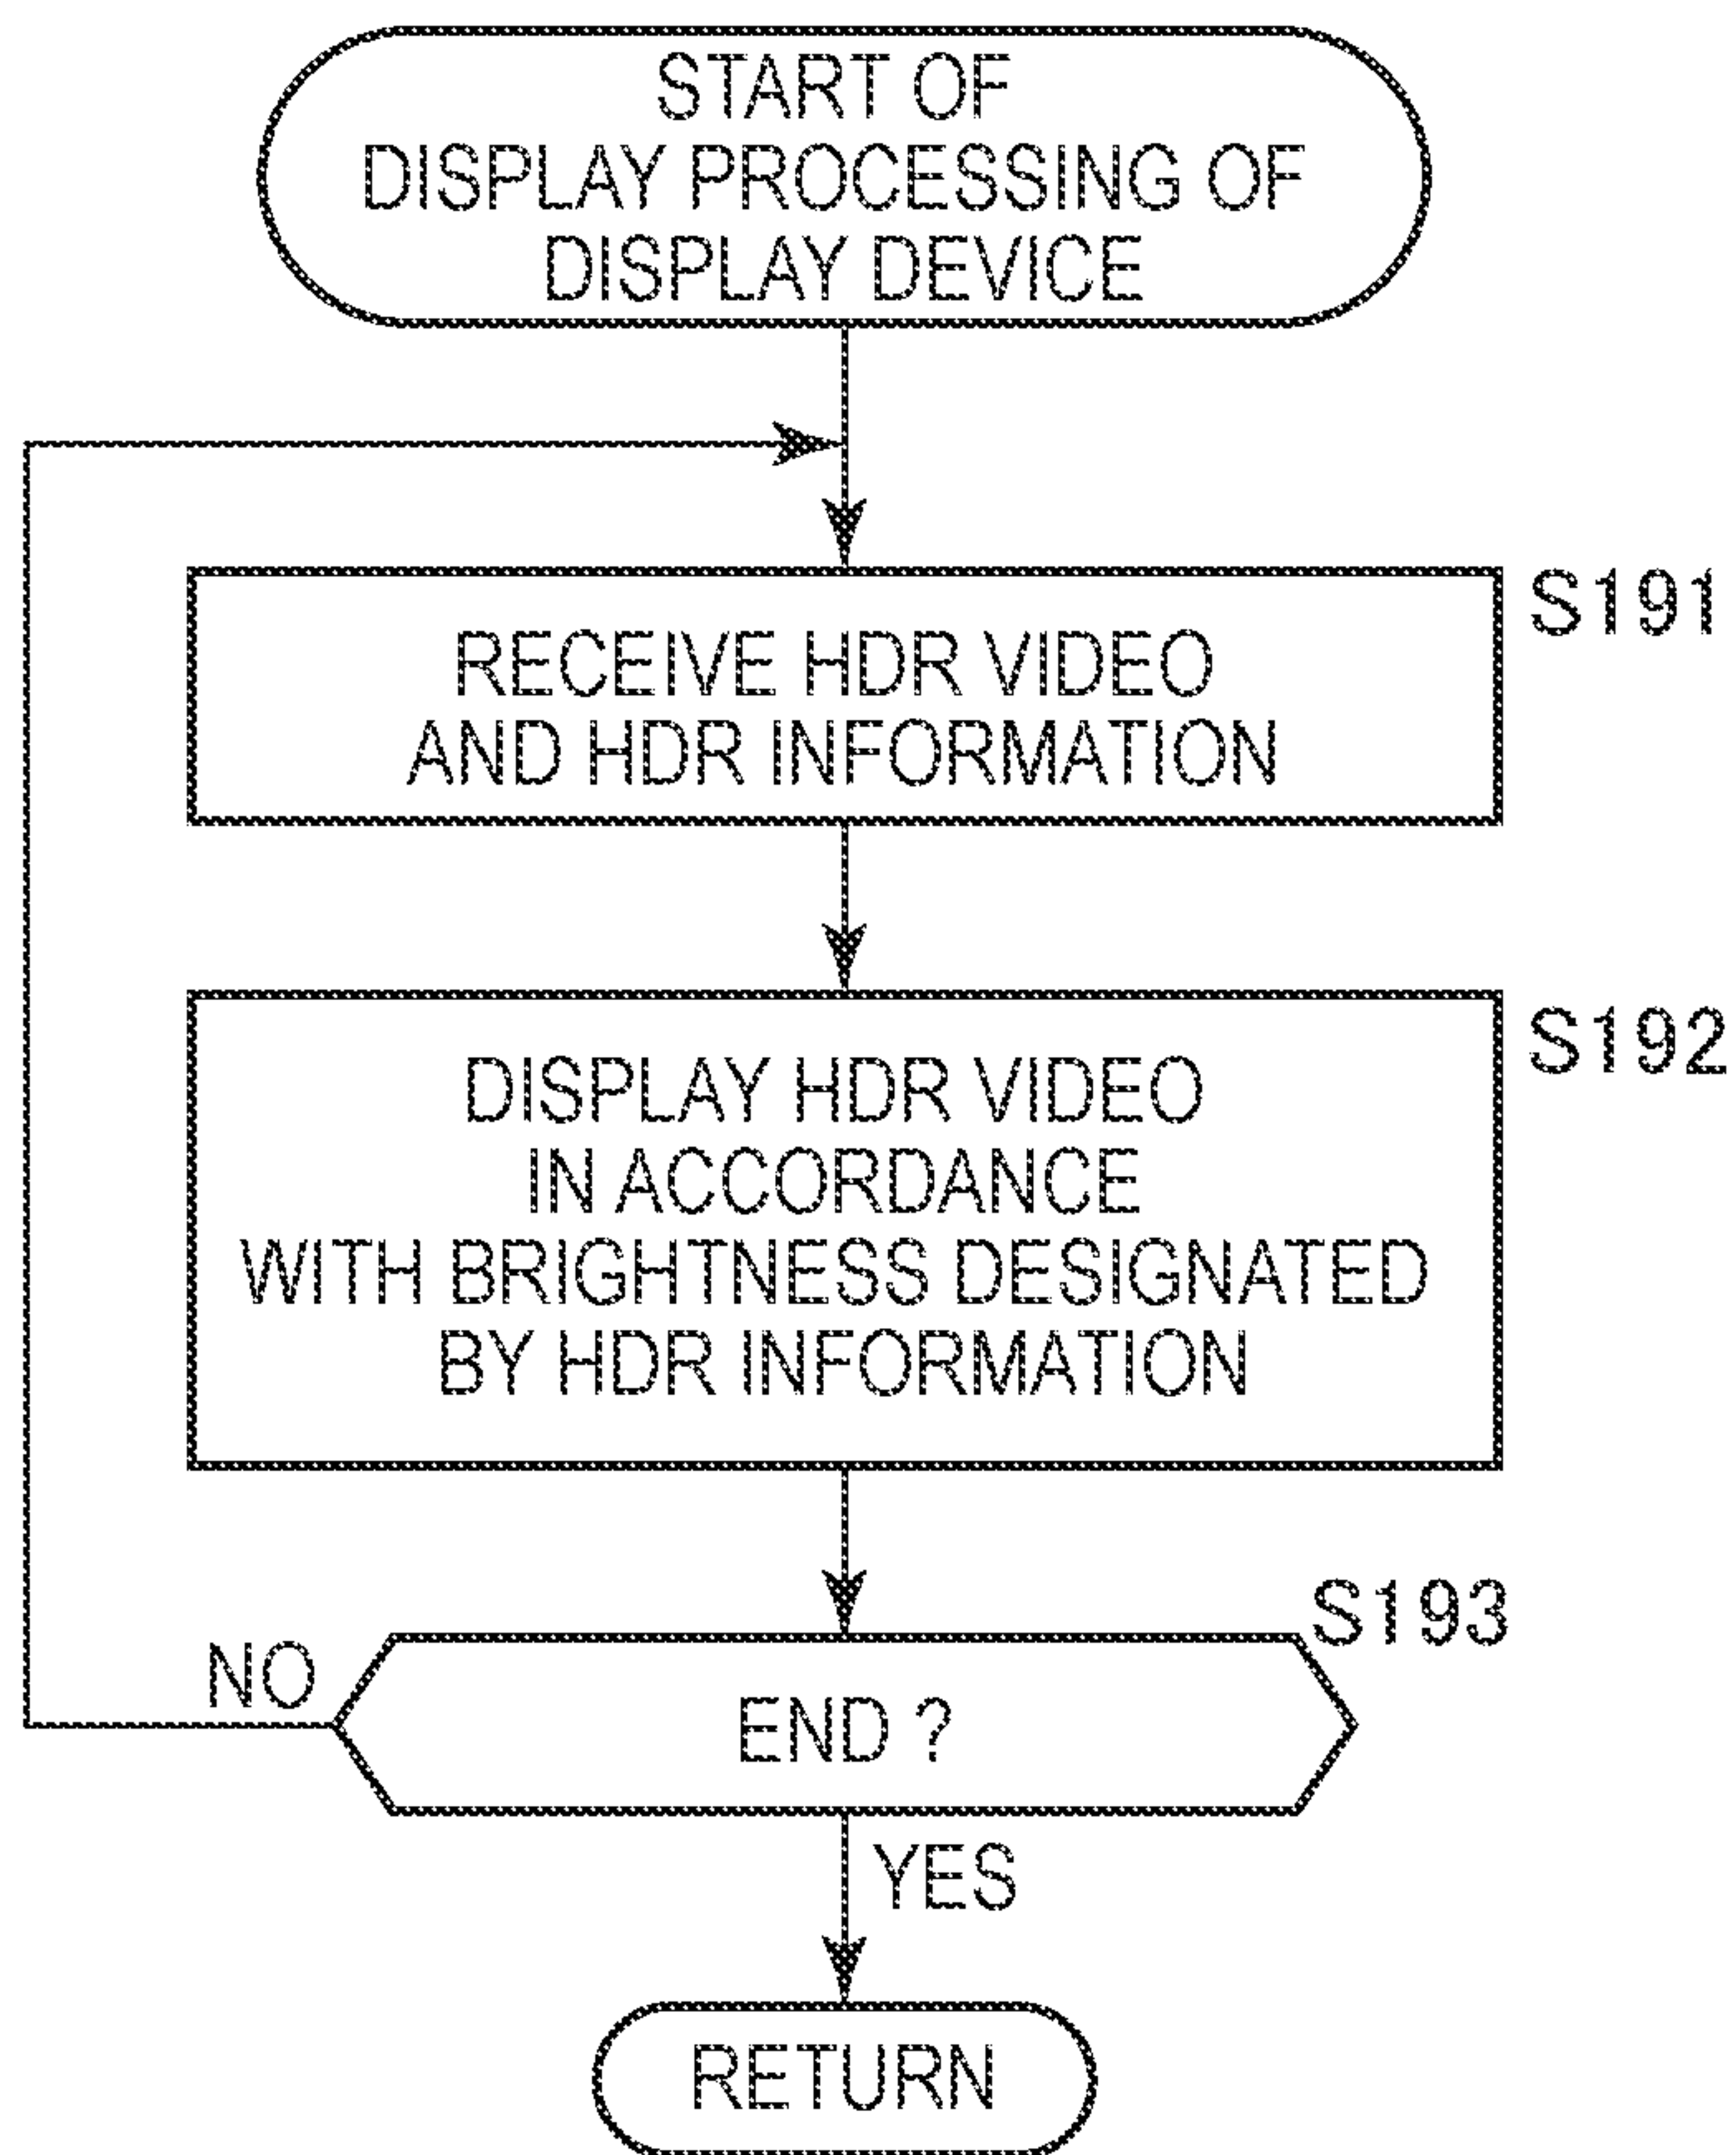 START OF
DISPLAY PROCESSING OF
DISPLAY DEVICE
S191
RECEIVE HDR VIDEO
AND HDR INFORMATION
S192
DISPLAY HDR VIDEO
IN ACCORDANCE
WITH BRIGHTNESS DESIGNATED
BY HDR INFORMATION
S193
NO
END ?
YES
RETURN